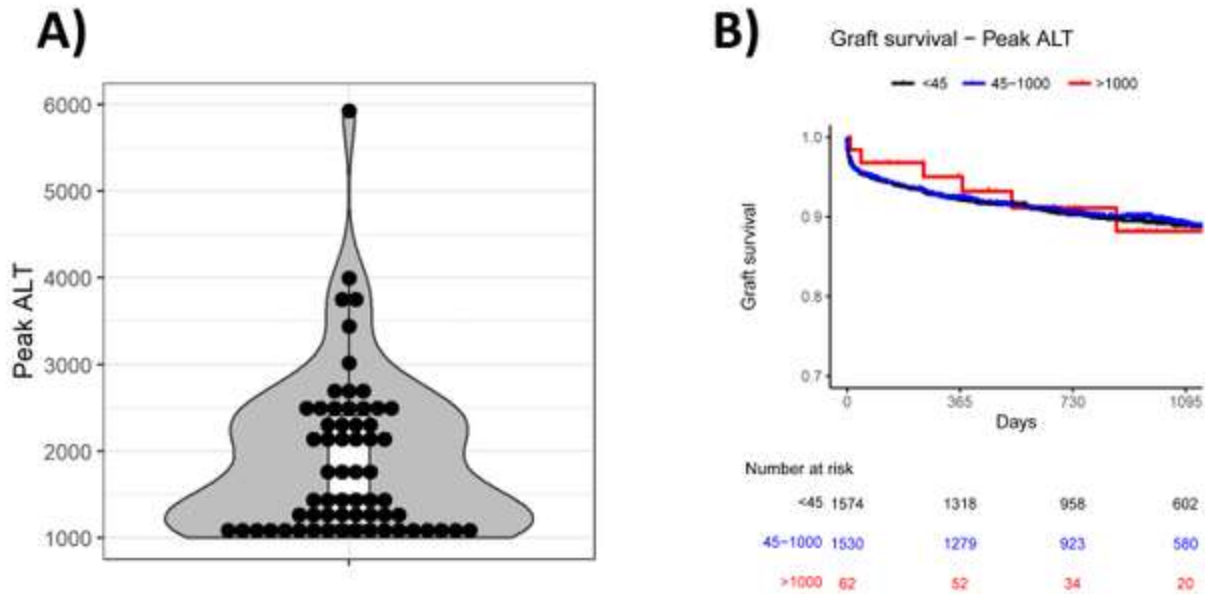 A)
6000
5000
4000
3000
2000
1000
Peak ALT
B)
Graft survival – Peak ALT
<45 45–1000 >1000
1.0
0.9
0.8
0.7
Graft survival
0 365 730 1095
Days
Number at risk
<45 1574 1318 958 602
45–1000 1530 1279 923 580
>1000 62 52 34 20